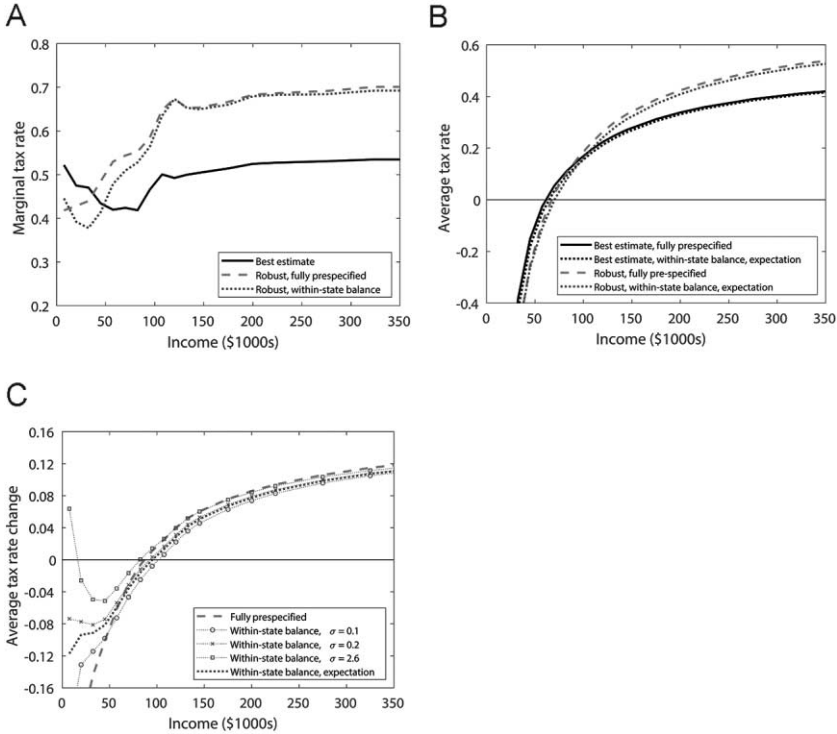 A
Marginal tax rate
0.8
0.7
0.6
0.5
0.4
0.3
0.2
Best estimate
Robust, fully prespecified
Robust, within-state balance
0 50 100 150 200 250 300 350
Income ($1000s)
B
Average tax rate
0.6
0.4
0.2
0
-0.2
-0.4
Best estimate, fully prespecified
Best estimate, within-state balance, expectation
Robust, fully pre-specified
Robust, within-state balance, expectation
0 50 100 150 200 250 300 350
Income ($1000s)
C
Average tax rate change
0.16
0.12
0.08
0.04
0
-0.04
-0.08
-0.12
-0.16
Fully prespecified
Within-state balance, σ = 0.1
Within-state balance, σ = 0.2
Within-state balance, σ = 2.6
Within-state balance, expectation
0 50 100 150 200 250 300 350
Income ($1000s)